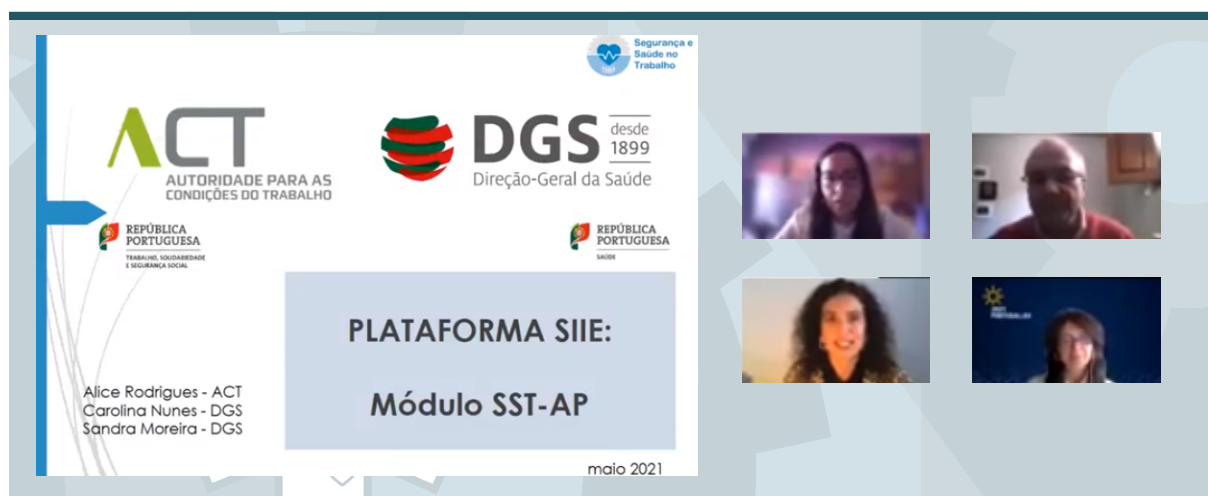 Segurança e
Saúde no
Trabalho
ACT
AUTORIDADE PARA AS
CONDIÇÕES DO TRABALHO
DGS
desde
1899
Direção-Geral da Saúde
REPÚBLICA
PORTUGUESA
TRABALHO, SOLIDARIEDADE
E SEGURANÇA SOCIAL
REPÚBLICA
PORTUGUESA
SAÚDE
PLATAFORMA SIIE:
Módulo SST-AP
Alice Rodrigues - ACT
Carolina Nunes - DGS
Sandra Moreira - DGS
maio 2021